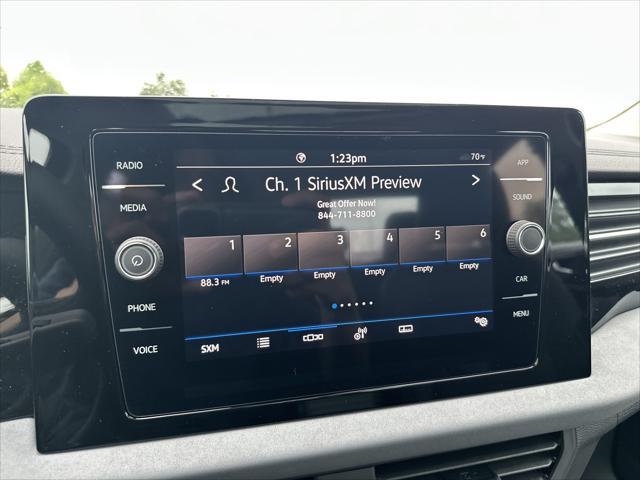 RADIO
MEDIA
PHONE
VOICE
1:23pm
70°F
< Ch. 1 SiriusXM Preview >
Great Offer Now!
844-711-8800
1 2 3 4 5 6
88.3 FM Empty Empty Empty Empty Empty
SXM
APP
SOUND
CAR
MENU